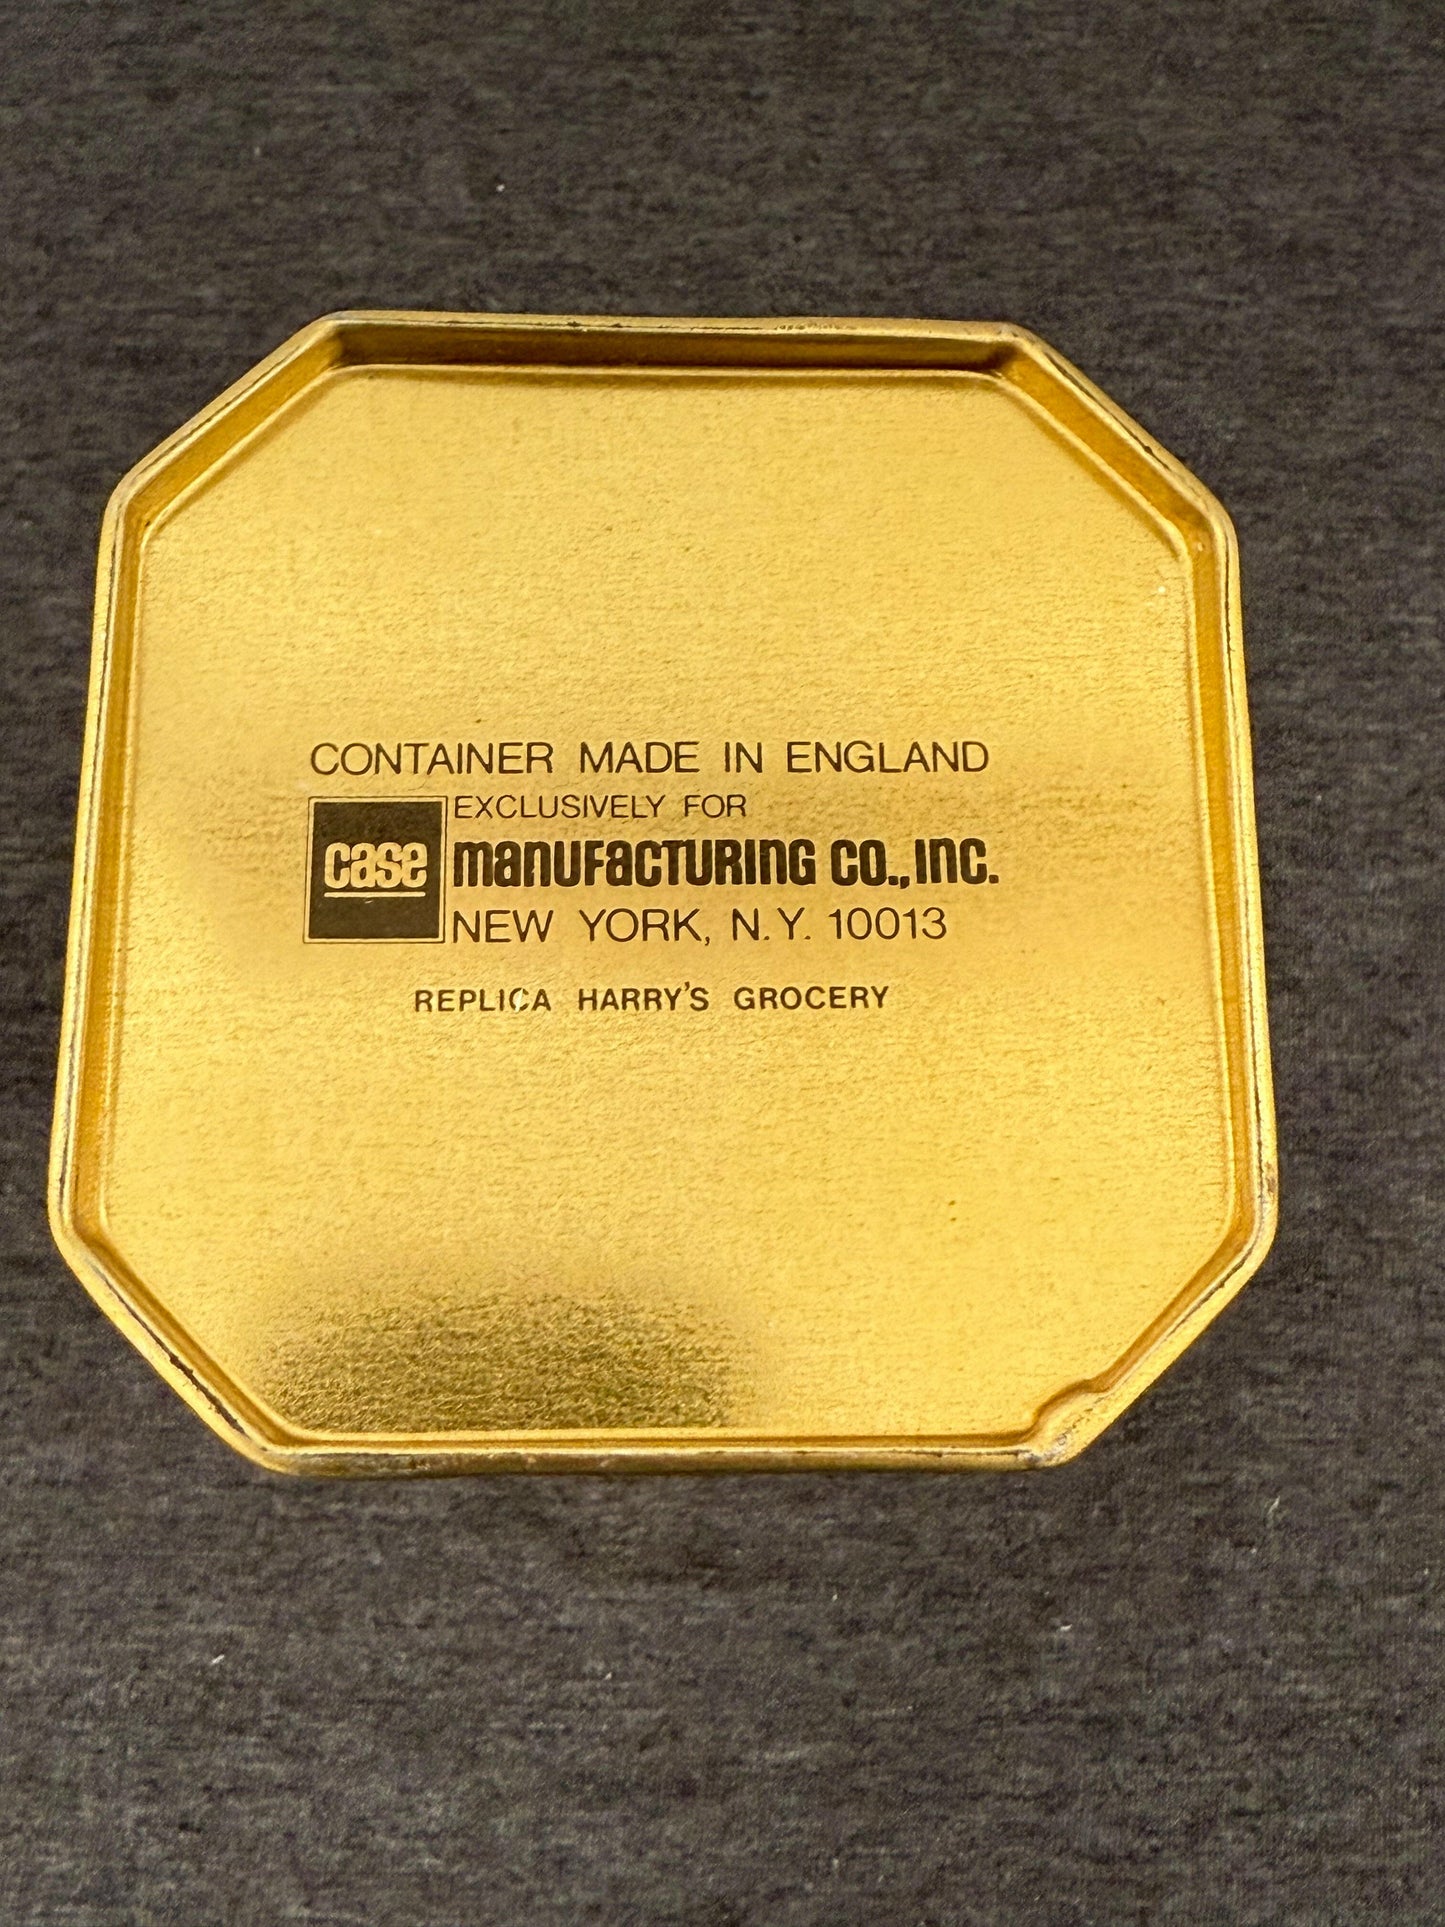 CONTAINER MADE IN ENGLAND
EXCLUSIVELY FOR
case manufacturing co., inc.
NEW YORK, N.Y. 10013
REPLICA HARRY'S GROCERY